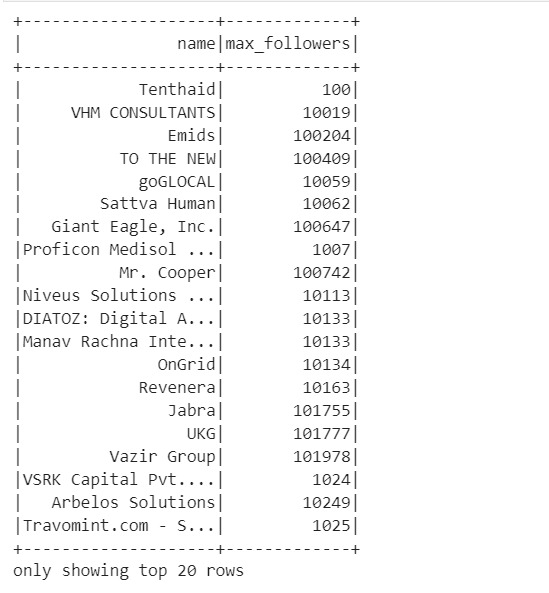 +--------------------+-------------+
|                name|max_followers|
+--------------------+-------------+
|           Tenthaid|          100|
|    VHM CONSULTANTS|        10019|
|              Emids|       100204|
|         TO THE NEW|       100409|
|           goGLOCAL|        10059|
|       Sattva Human|        10062|
|  Giant Eagle, Inc.|       100647|
|Proficon Medisol ...|         1007|
|         Mr. Cooper|       100742|
|Niveus Solutions ...|        10113|
|DIATOZ: Digital A...|        10133|
|Manav Rachna Inte...|        10133|
|             OnGrid|        10134|
|           Revenera|        10163|
|              Jabra|       101755|
|                UKG|       101777|
|        Vazir Group|       101978|
|VSRK Capital Pvt....|         1024|
|  Arbelos Solutions|        10249|
|Travomint.com - S...|         1025|
+--------------------+-------------+
only showing top 20 rows